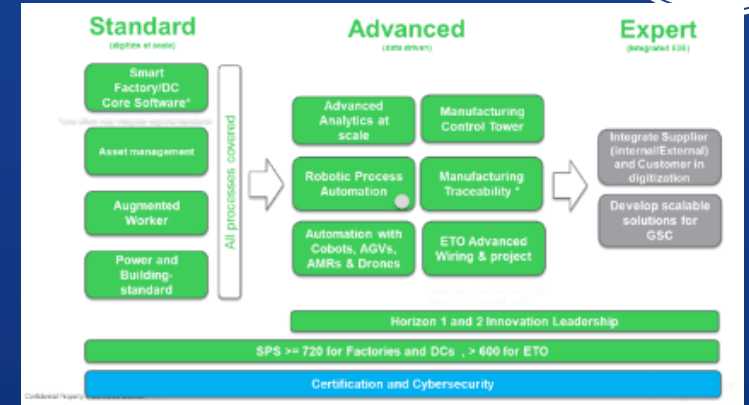 Standard
(digitize at scale)
Advanced
(data driven)
Expert
(Integrated E2E)
Smart
Factory/DC
Core Software*
Asset management
Augmented
Worker
Power and
Building-
standard
All processes covered
Advanced
Analytics at
scale
Manufacturing
Control Tower
Robotic Process
Automation
Manufacturing
Traceability *
Automation with
Cobots, AGVs,
AMRs & Drones
ETO Advanced
Wiring & project
Integrate Supplier
(internal/External)
and Customer in
digitization
Develop scalable
solutions for
GSC
Horizon 1 and 2 Innovation Leadership
SPS >= 720 for Factories and DCs , > 600 for ETO
Certification and Cybersecurity
Confidential Property